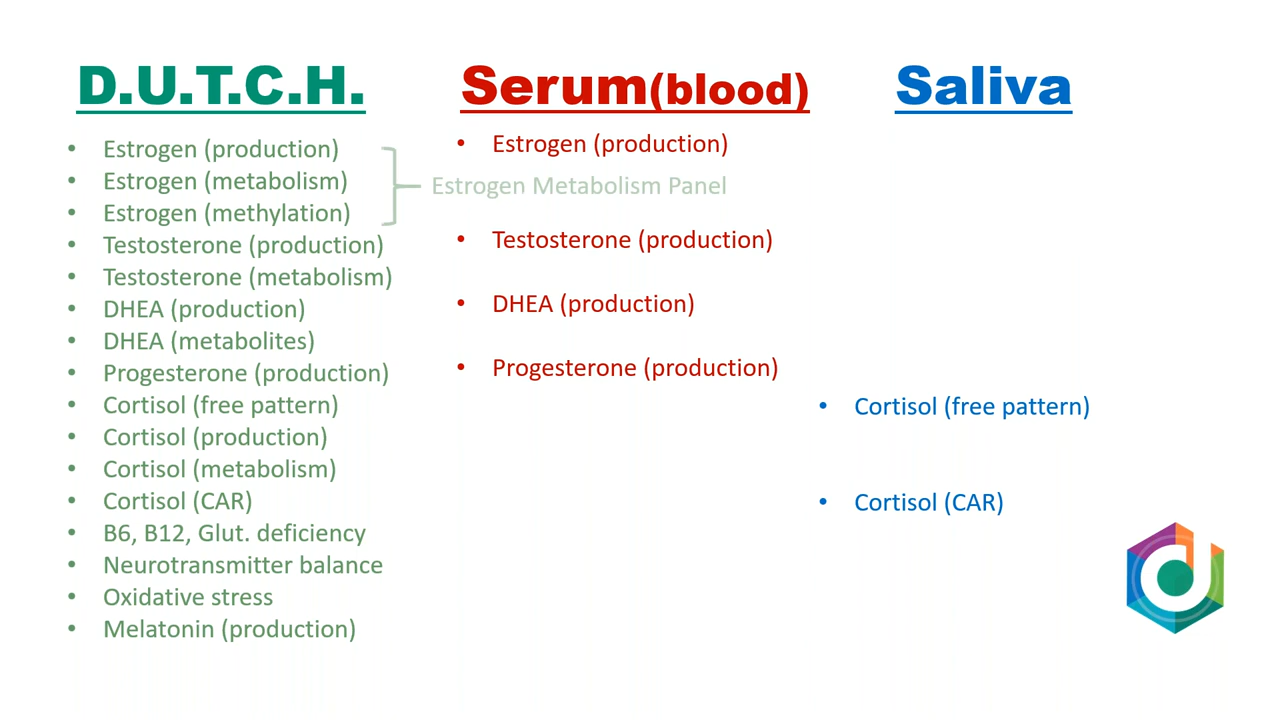 D.U.T.C.H.
• Estrogen (production)
• Estrogen (metabolism)
• Estrogen (methylation)
• Testosterone (production)
• Testosterone (metabolism)
• DHEA (production)
• DHEA (metabolites)
• Progesterone (production)
• Cortisol (free pattern)
• Cortisol (production)
• Cortisol (metabolism)
• Cortisol (CAR)
• B6, B12, Glut. deficiency
• Neurotransmitter balance
• Oxidative stress
• Melatonin (production)
Serum(blood)
• Estrogen (production)
Estrogen Metabolism Panel
• Testosterone (production)
• DHEA (production)
• Progesterone (production)
Saliva
• Cortisol (free pattern)
• Cortisol (CAR)